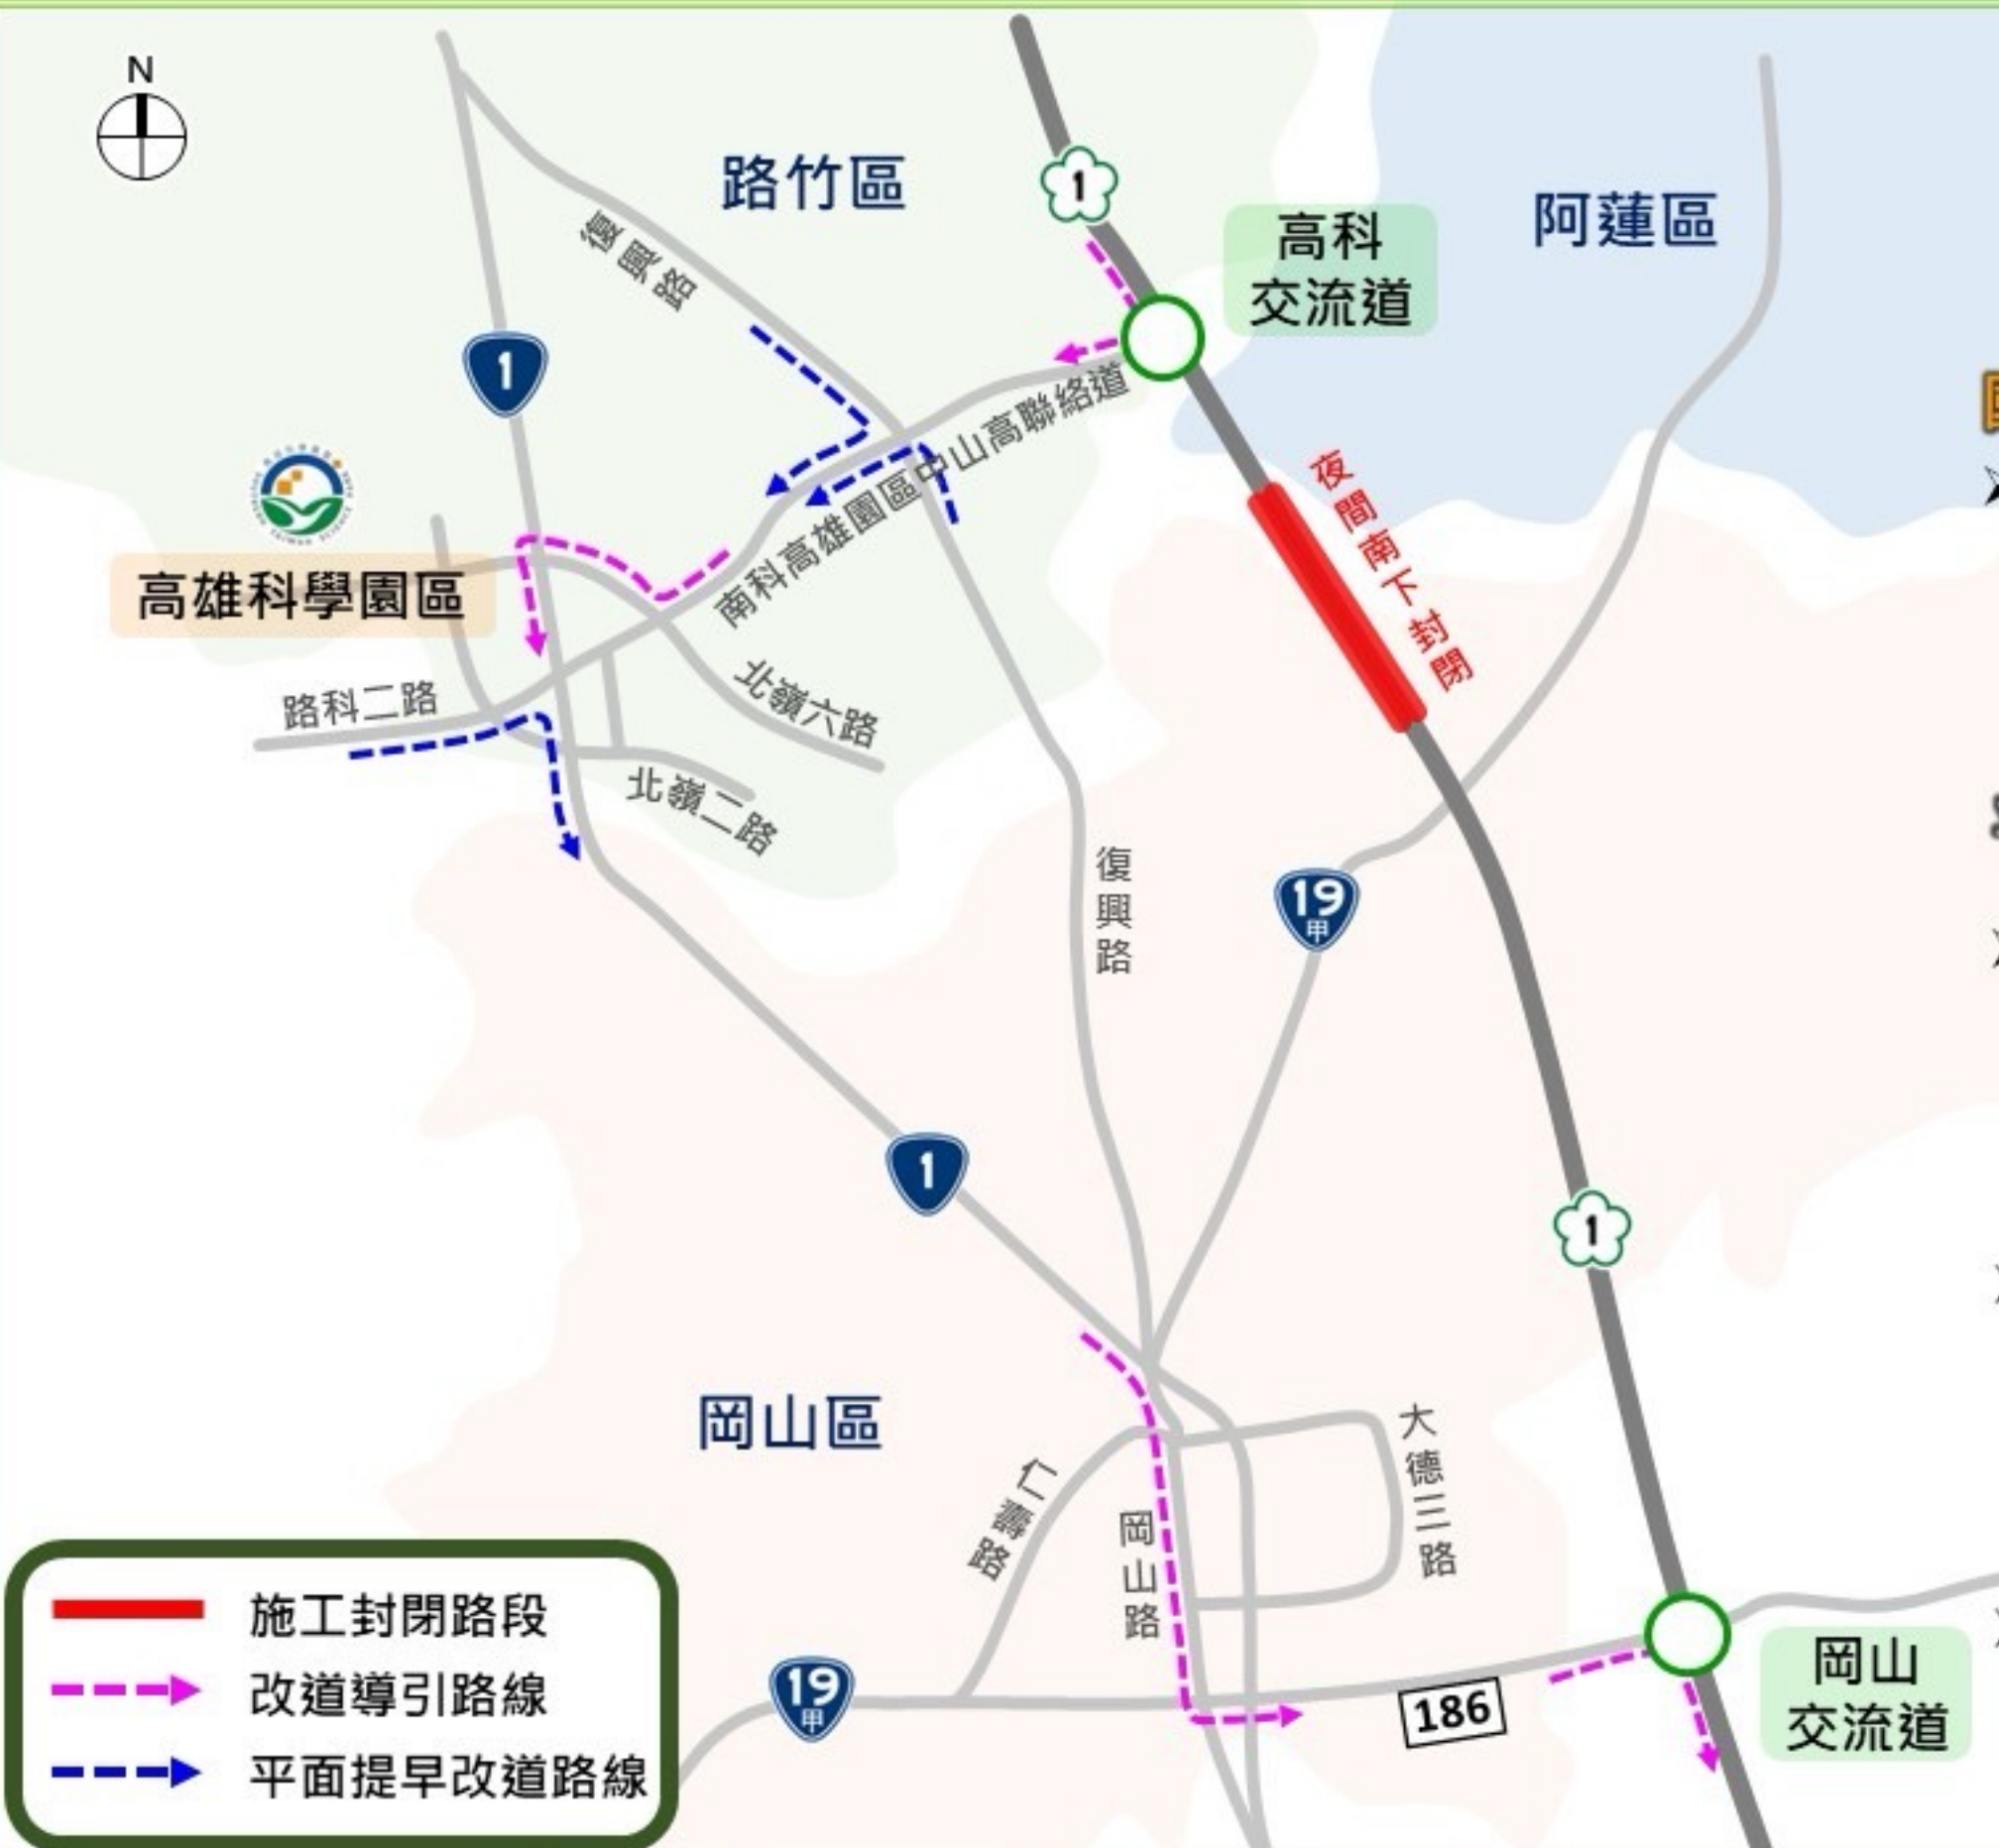 N
路竹區
1
阿蓮區
高科
交流道
復興路
1
南科高雄園區中山高聯絡道
夜間南下封閉
高雄科學園區
路科二路
北嶺六路
北嶺二路
復興路
19
甲
1
1
岡山區
大德三路
仁壽路
岡山路
19
甲
186
岡山
交流道
施工封閉路段
改道導引路線
平面提早改道路線